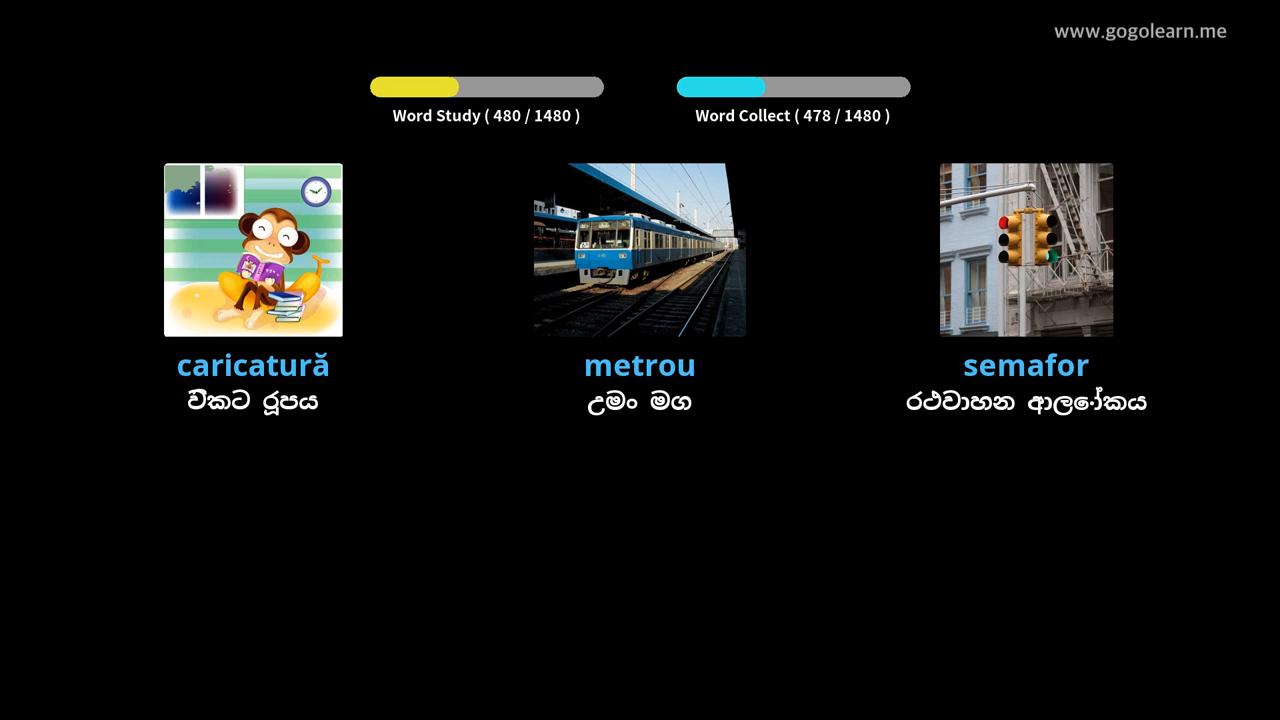 www.gogolearn.me
Word Study ( 480 / 1480 )
Word Collect ( 478 / 1480 )
caricatură
විකට රූපය
metrou
උමං මග
semafor
රථවාහන ආලෝකය